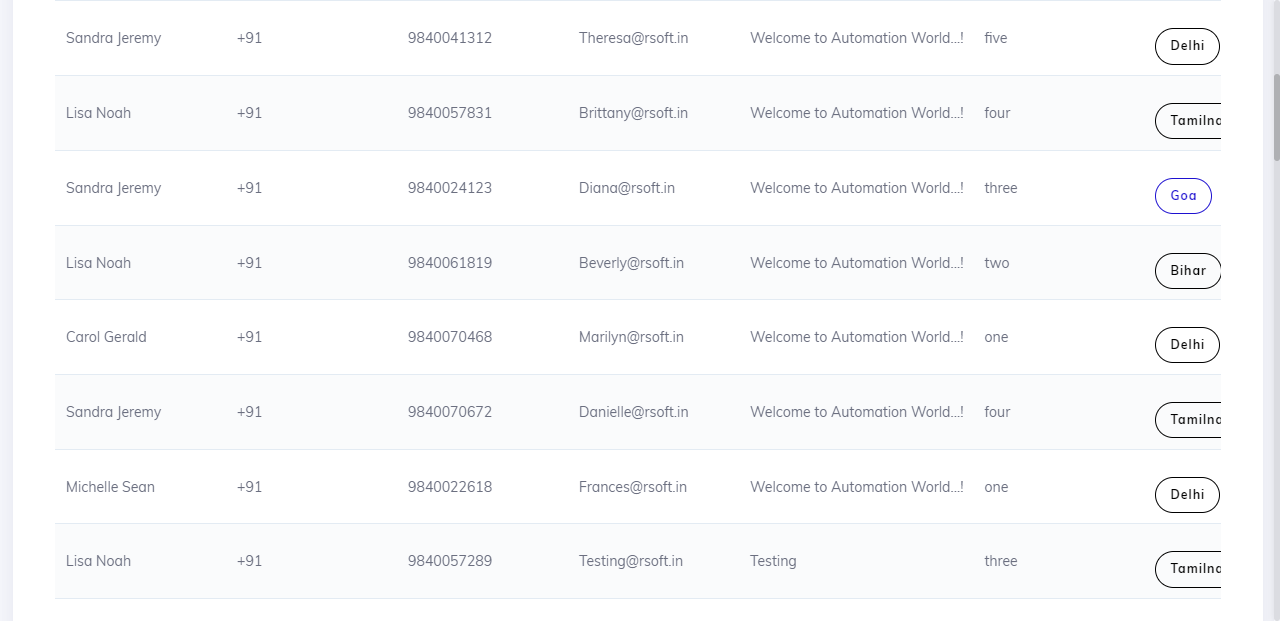 Sandra Jeremy +91 9840041312 Theresa@rsoft.in Welcome to Automation World...! five Delhi
Lisa Noah +91 9840057831 Brittany@rsoft.in Welcome to Automation World...! four Tamilna
Sandra Jeremy +91 9840024123 Diana@rsoft.in Welcome to Automation World...! three Goa
Lisa Noah +91 9840061819 Beverly@rsoft.in Welcome to Automation World...! two Bihar
Carol Gerald +91 9840070468 Marilyn@rsoft.in Welcome to Automation World...! one Delhi
Sandra Jeremy +91 9840070672 Danielle@rsoft.in Welcome to Automation World...! four Tamilna
Michelle Sean +91 9840022618 Frances@rsoft.in Welcome to Automation World...! one Delhi
Lisa Noah +91 9840057289 Testing@rsoft.in Testing three Tamilna